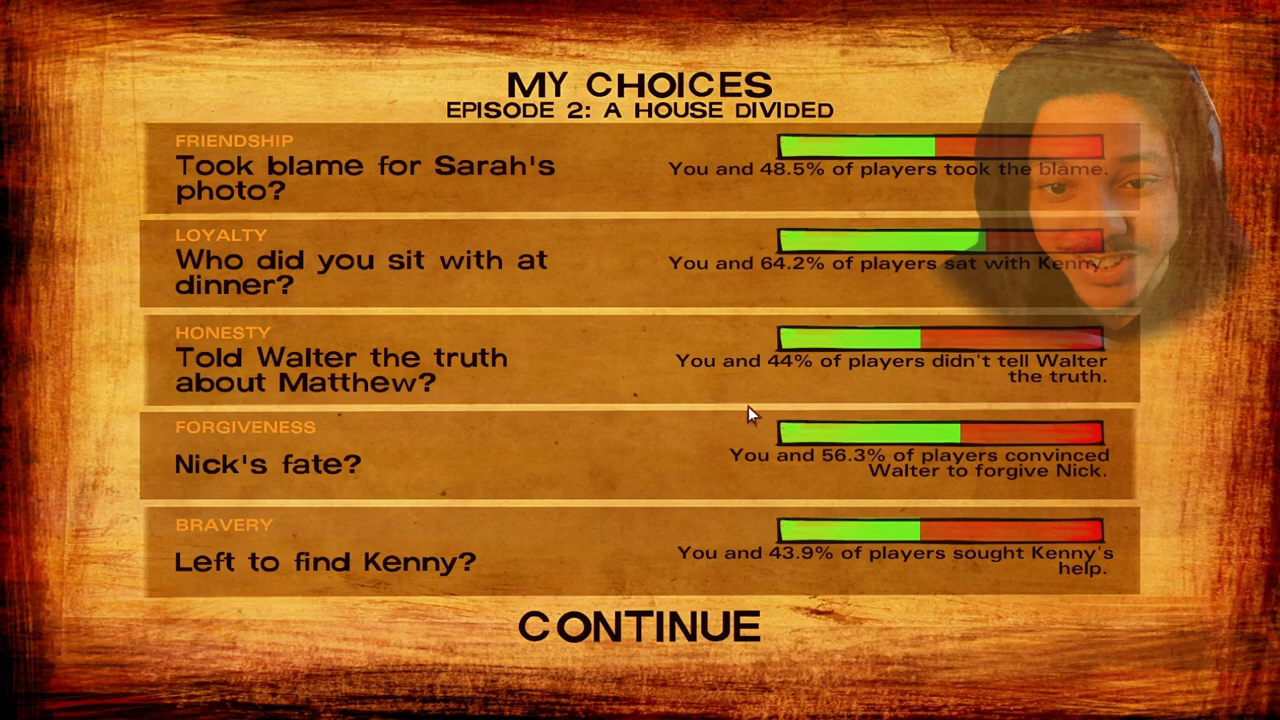 MY CHOICES
EPISODE 2: A HOUSE DIVIDED
FRIENDSHIP
Took blame for Sarah's
photo?
You and 48.5% of players took the blame.
LOYALTY
Who did you sit with at
dinner?
You and 64.2% of players sat with Kenny.
HONESTY
Told Walter the truth
about Matthew?
You and 44% of players didn't tell Walter
the truth.
FORGIVENESS
Nick's fate?
You and 56.3% of players convinced
Walter to forgive Nick.
BRAVERY
Left to find Kenny?
You and 43.9% of players sought Kenny's
help.
CONTINUE